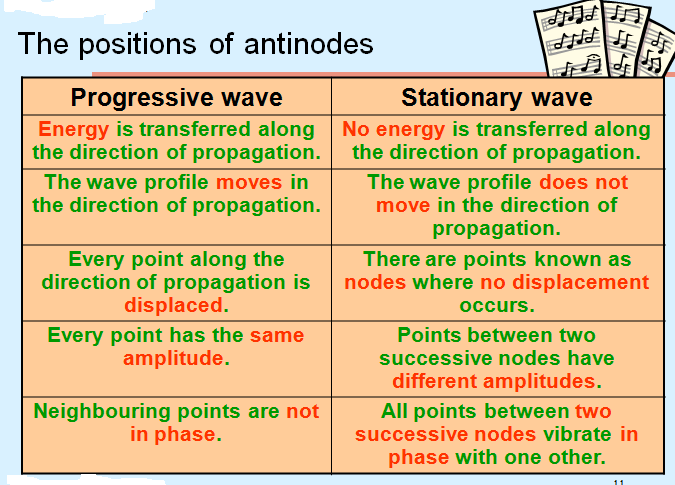 The positions of antinodes
Progressive wave
Stationary wave
Energy is transferred along
the direction of propagation.
No energy is transferred along
the direction of propagation.
The wave profile moves in
the direction of propagation.
The wave profile does not
move in the direction of
propagation.
Every point along the
direction of propagation is
displaced.
There are points known as
nodes where no displacement
occurs.
Every point has the same
amplitude.
Points between two
successive nodes have
different amplitudes.
Neighbouring points are not
in phase.
All points between two
successive nodes vibrate in
phase with one other.
11